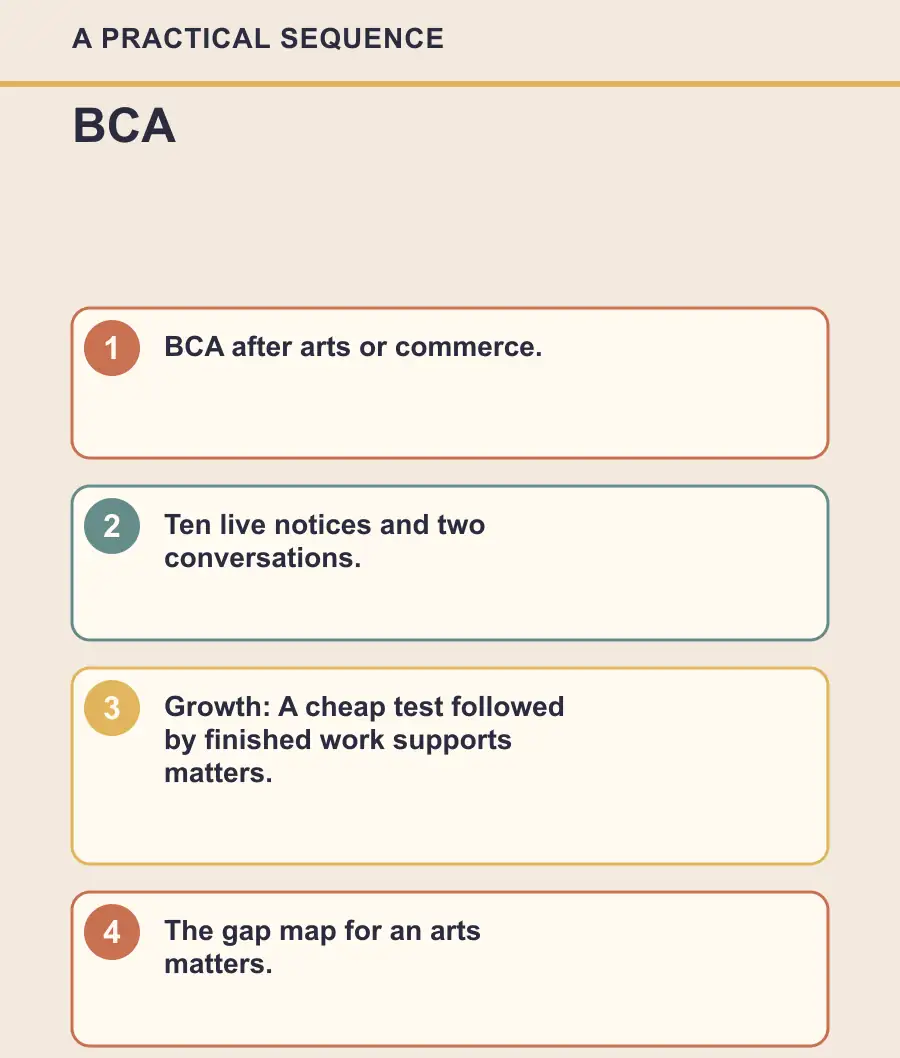 A PRACTICAL SEQUENCE
BCA
1
BCA after arts or commerce.
2
Ten live notices and two
conversations.
3
Growth: A cheap test followed
by finished work supports
matters.
4
The gap map for an arts
matters.